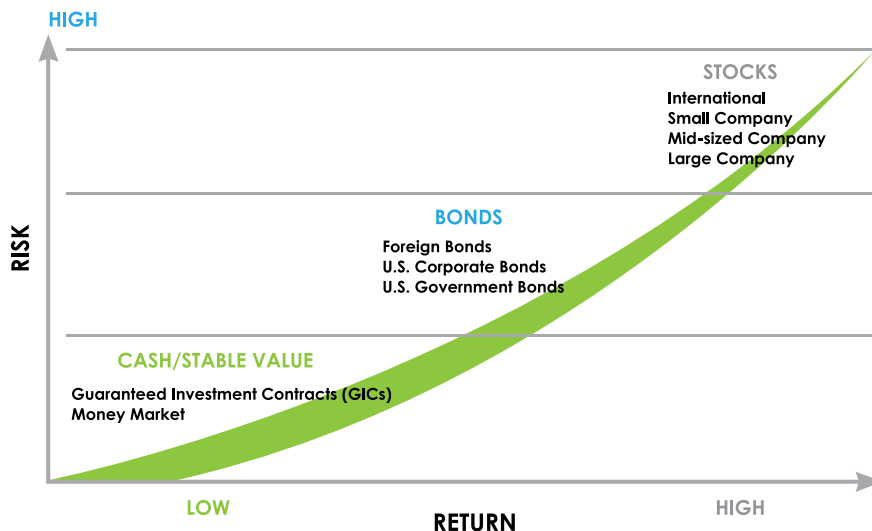 HIGH
STOCKS
International
Small Company
Mid-sized Company
Large Company
BONDS
Foreign Bonds
U.S. Corporate Bonds
U.S. Government Bonds
RISK
CASH/STABLE VALUE
Guaranteed Investment Contracts (GICs)
Money Market
LOW
HIGH
RETURN